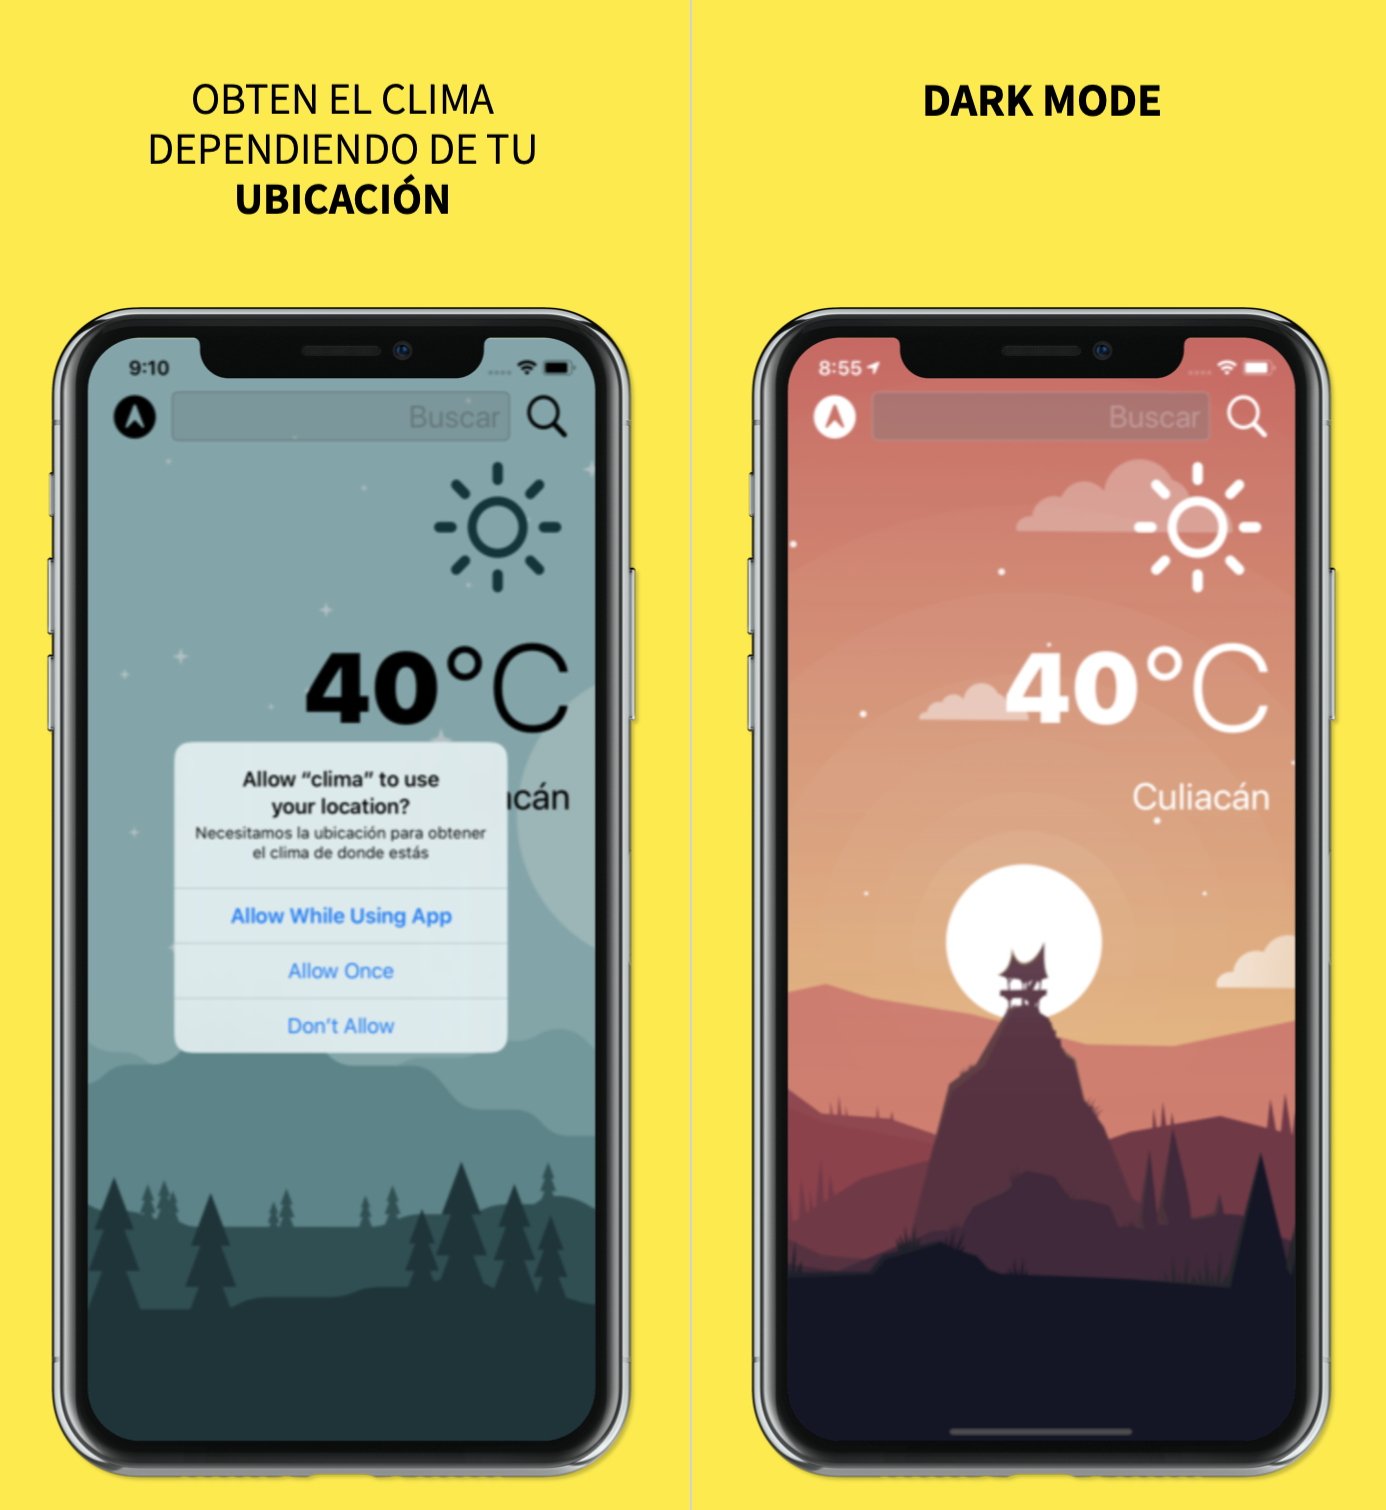 OBTEN EL CLIMA
DEPENDIENDO DE TU
UBICACIÓN
9:10
Buscar
40°C
cán
Allow “clima” to use
your location?
Necesitamos la ubicación para obtener
el clima de donde estás
Allow While Using App
Allow Once
Don’t Allow
DARK MODE
8:55
Buscar
40°C
Culiacán